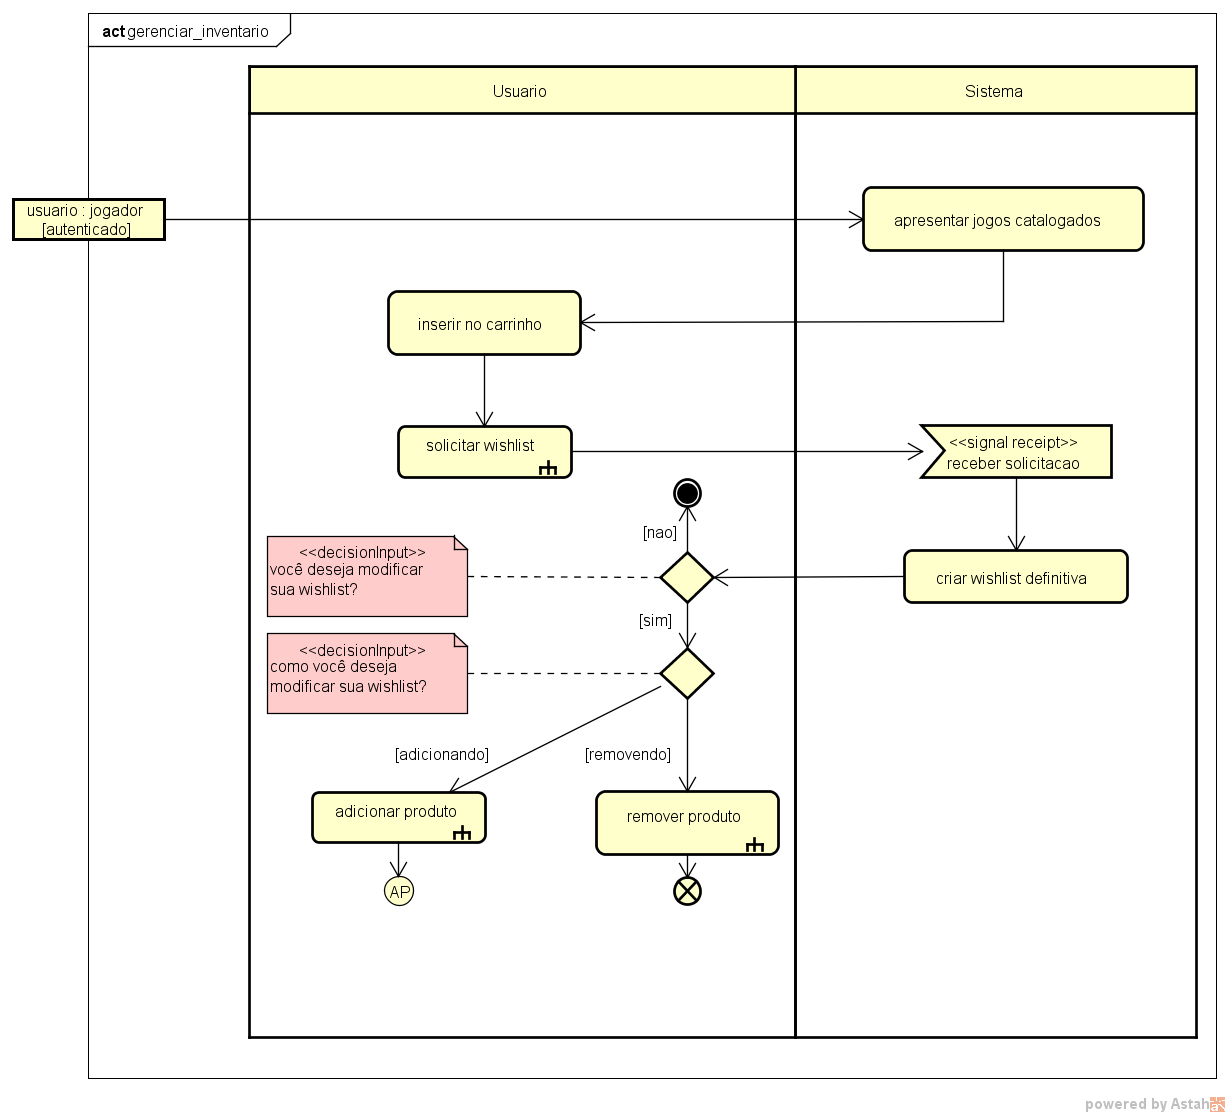 act gerenciar_inventario
Usuario
Sistema
usuario : jogador
[autenticado]
apresentar jogos catalogados
inserir no carrinho
solicitar wishlist
<<signal receipt>>
receber solicitacao
[nao]
<<decisionInput>>
você deseja modificar
sua wishlist?
criar wishlist definitiva
[sim]
<<decisionInput>>
como você deseja
modificar sua wishlist?
[adicionando]
[removendo]
adicionar produto
remover produto
AP
powered by Astah